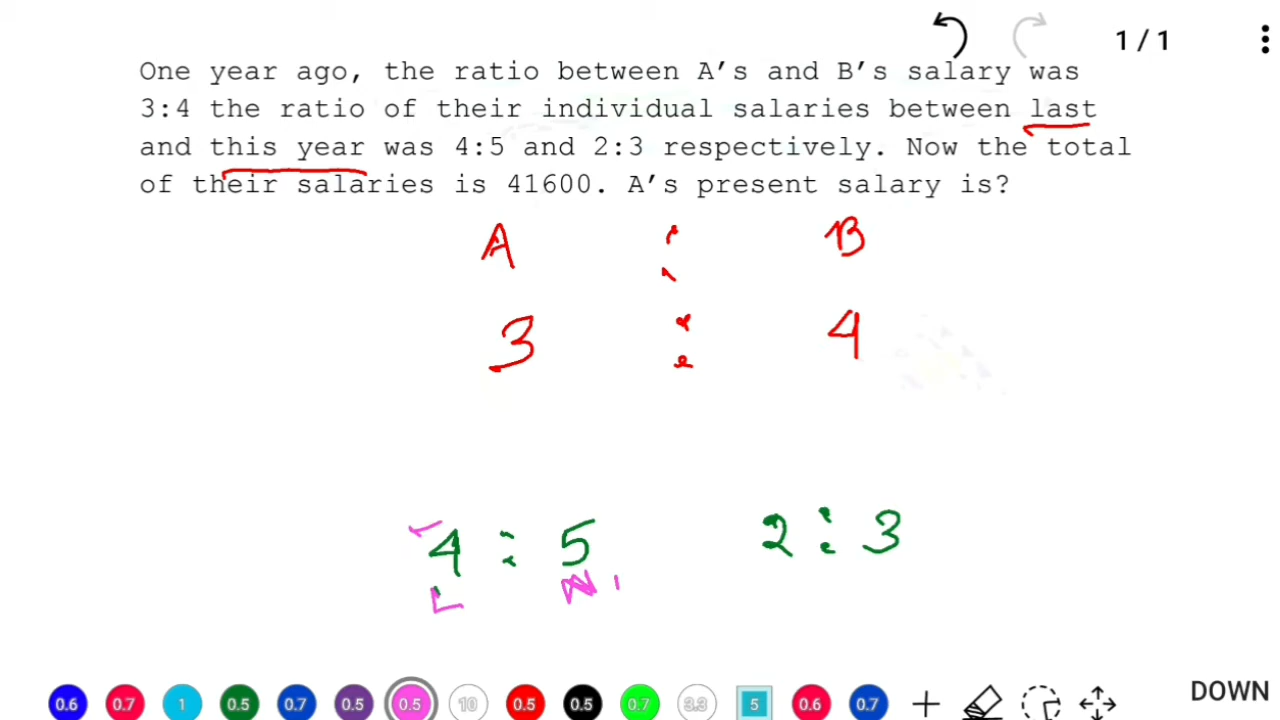 1 / 1
One year ago, the ratio between A’s and B’s salary was
3:4 the ratio of their individual salaries between last
and this year was 4:5 and 2:3 respectively. Now the total
of their salaries is 41600. A’s present salary is?
A : B
3 : 4
4 : 5 2 : 3
L N
0.6 0.7 1 0.5 0.7 0.5 0.5 10 0.5 0.5 0.7 3.3 5 0.6 0.7 DOWN